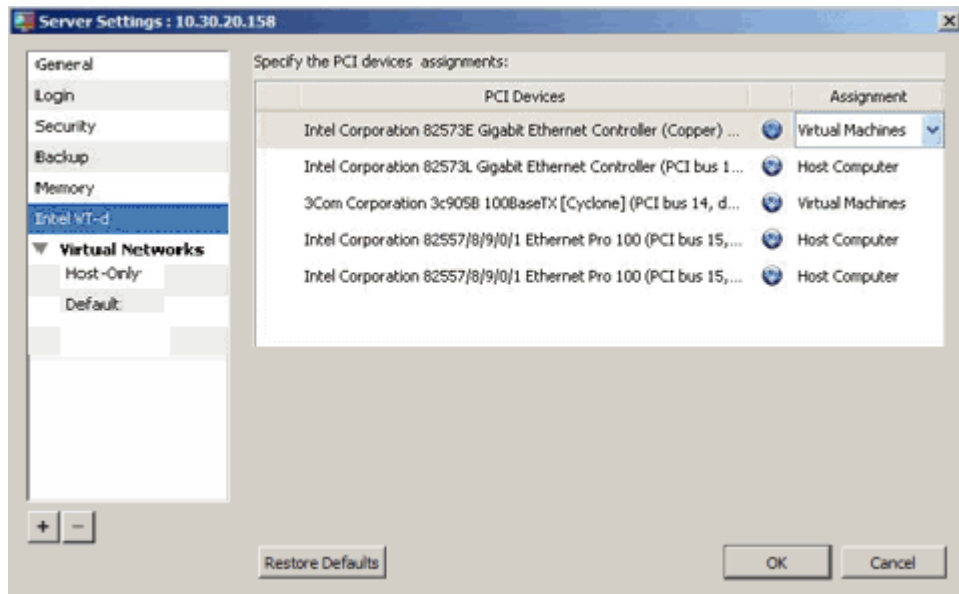 Server Settings : 10.30.20.158
General
Login
Security
Backup
Memory
Intel VT-d
Virtual Networks
Host-Only
Default
Specify the PCI devices assignments:
PCI Devices Assignment
Intel Corporation 82573E Gigabit Ethernet Controller (Copper) ... Virtual Machines
Intel Corporation 82573L Gigabit Ethernet Controller (PCI bus 1... Host Computer
3Com Corporation 3c905B 100BaseTX [Cyclone] (PCI bus 14, d... Virtual Machines
Intel Corporation 82557/8/9/0/1 Ethernet Pro 100 (PCI bus 15,... Host Computer
Intel Corporation 82557/8/9/0/1 Ethernet Pro 100 (PCI bus 15,... Host Computer
+ -
Restore Defaults OK Cancel